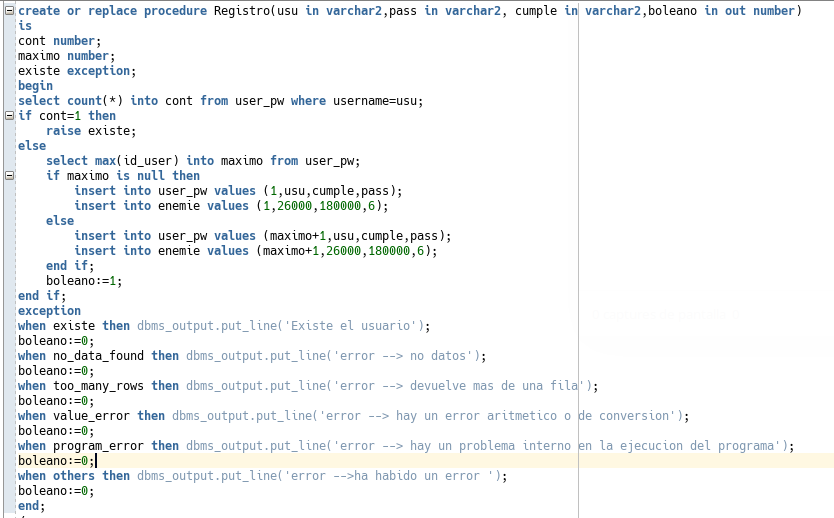 create or replace procedure Registro(usu in varchar2,pass in varchar2, cumple in varchar2,boleano in out number)
is
cont number;
maximo number;
existe exception;
begin
select count(*) into cont from user_pw where username=usu;
if cont=1 then
    raise existe;
else
    select max(id_user) into maximo from user_pw;
    if maximo is null then
        insert into user_pw values (1,usu,cumple,pass);
        insert into enemie values (1,26000,180000,6);
    else
        insert into user_pw values (maximo+1,usu,cumple,pass);
        insert into enemie values (maximo+1,26000,180000,6);
    end if;
    boleano:=1;
end if;
exception
when existe then dbms_output.put_line('Existe el usuario');
boleano:=0;
when no_data_found then dbms_output.put_line('error --> no datos');
boleano:=0;
when too_many_rows then dbms_output.put_line('error --> devuelve mas de una fila');
boleano:=0;
when value_error then dbms_output.put_line('error --> hay un error aritmetico o de conversion');
boleano:=0;
when program_error then dbms_output.put_line('error --> hay un problema interno en la ejecucion del programa');
boleano:=0;
when others then dbms_output.put_line('error -->ha habido un error ');
boleano:=0;
end;